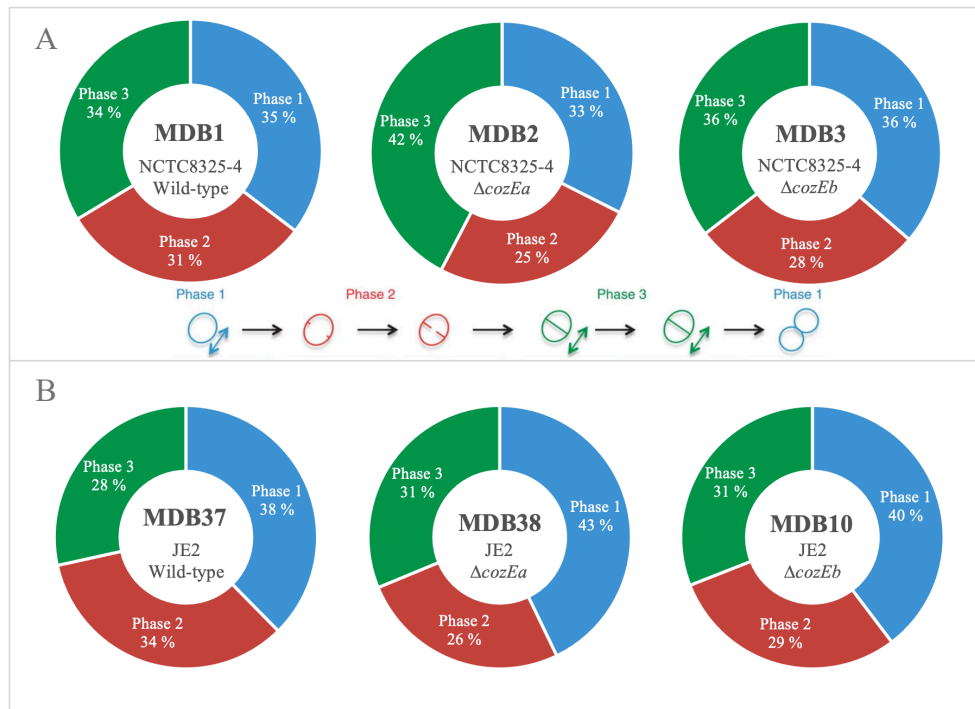 A
Phase 3
34 %
Phase 1
35 %
MDB1
NCTC8325-4
Wild-type
Phase 2
31 %
Phase 3
42 %
Phase 1
33 %
MDB2
NCTC8325-4
ΔcozEa
Phase 2
25 %
Phase 3
36 %
Phase 1
36 %
MDB3
NCTC8325-4
ΔcozEb
Phase 2
28 %
Phase 1
Phase 2
Phase 3
Phase 1
B
Phase 3
28 %
Phase 1
38 %
MDB37
JE2
Wild-type
Phase 2
34 %
Phase 3
31 %
Phase 1
43 %
MDB38
JE2
ΔcozEa
Phase 2
26 %
Phase 3
31 %
Phase 1
40 %
MDB10
JE2
ΔcozEb
Phase 2
29 %